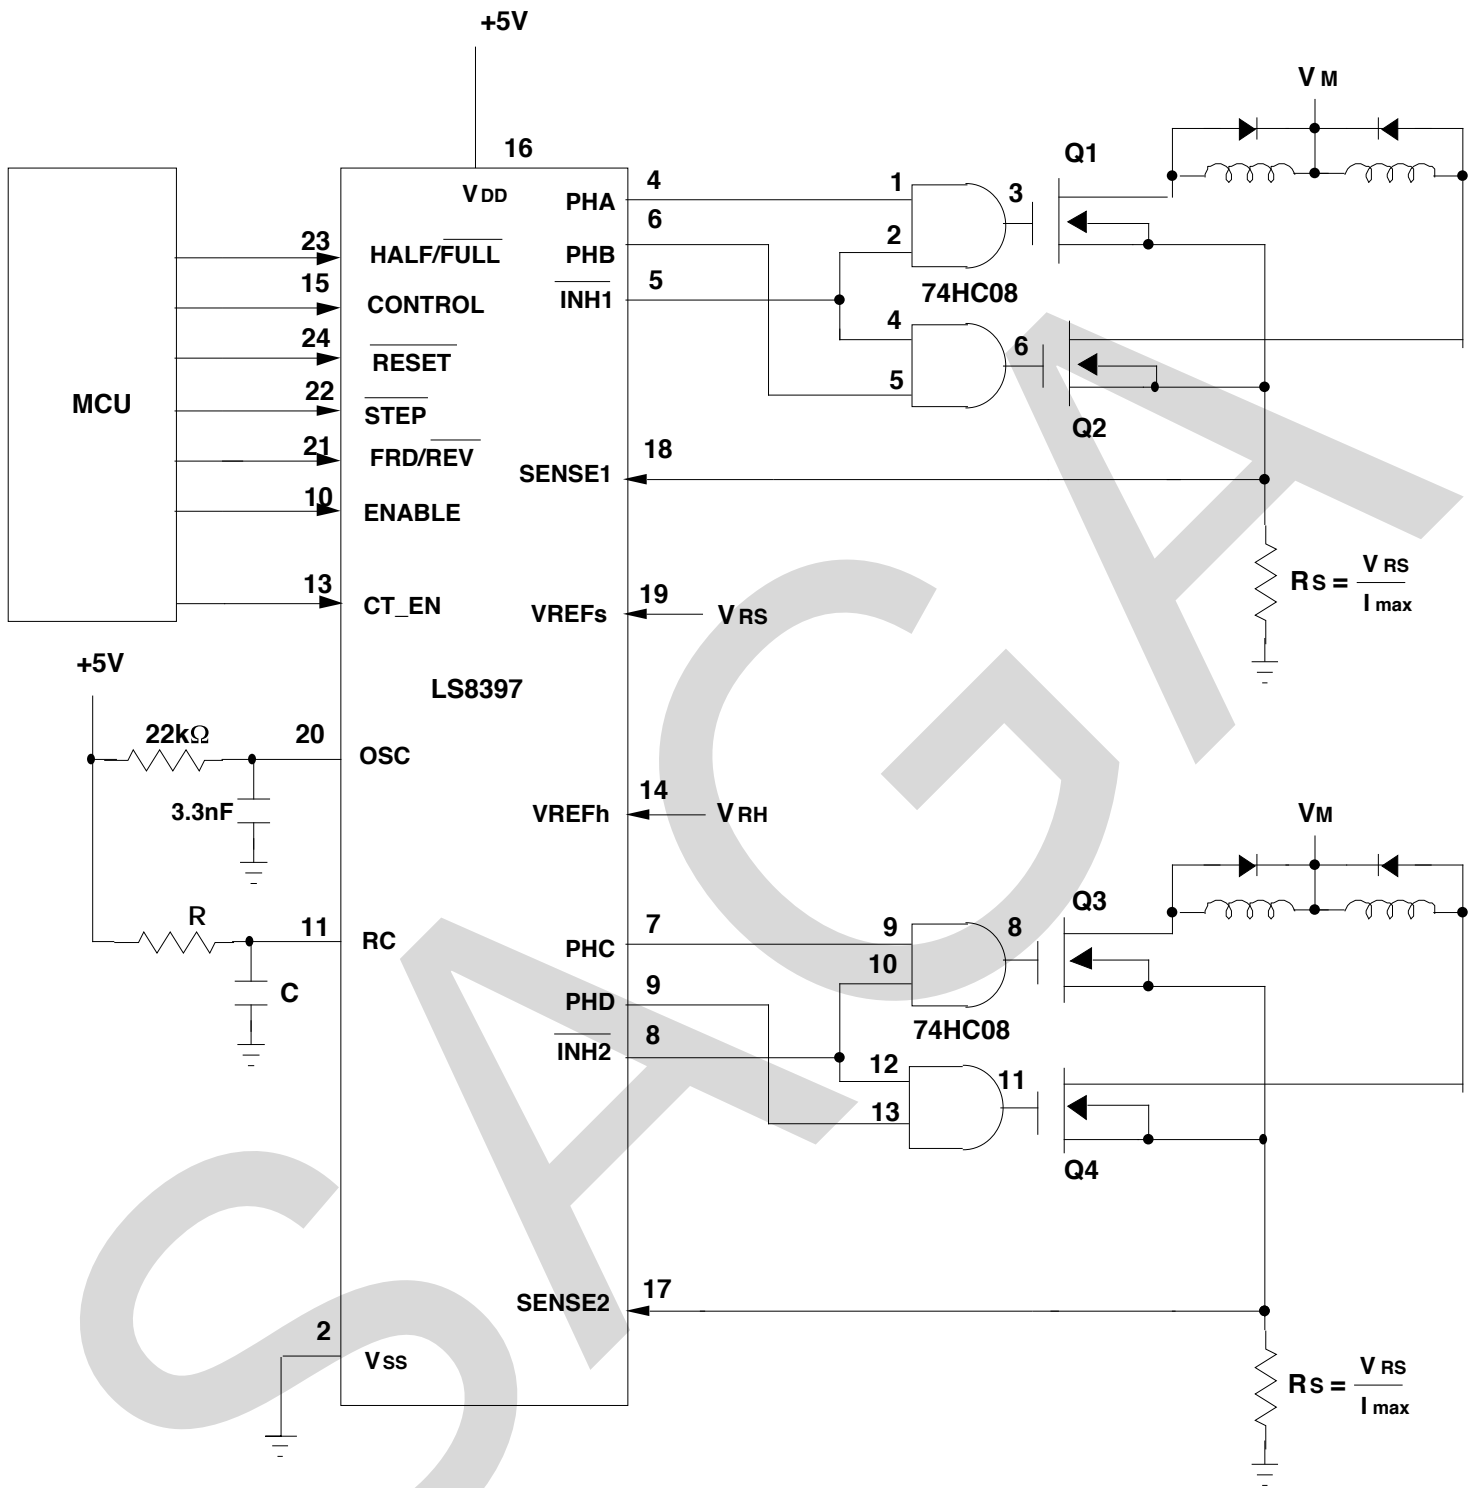 +5V
VM
16
Q1
VDD
PHA
4
1
3
6
23
HALF/FULL
PHB
2
15
CONTROL
INH1
5
74HC08
24
RESET
4
6
MCU
22
STEP
5
Q2
21
FRD/REV
SENSE1
18
10
ENABLE
13
CT_EN
VREFs
19
VRS
RS = VRS
I max
+5V
LS8397
22kΩ
20
OSC
3.3nF
VREFh
14
VRH
VM
Q3
R
11
RC
PHC
7
9
8
10
C
PHD
9
74HC08
INH2
8
12
11
13
Q4
SENSE2
17
2
VSS
RS = VRS
I max
SAGA